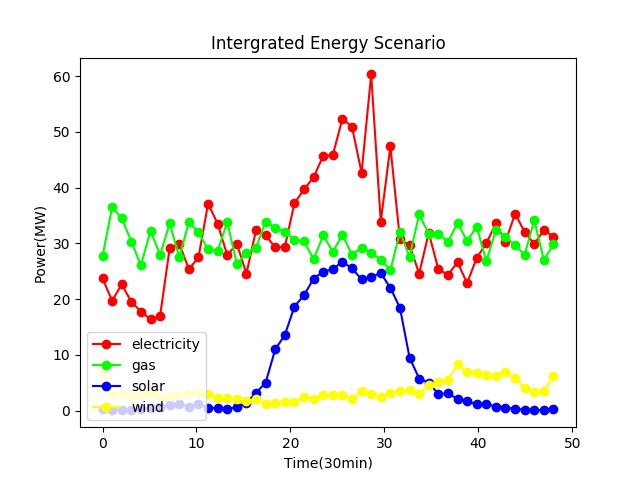 Intergrated Energy Scenario
Power(MW)
60
50
40
30
20
10
0
electricity
gas
solar
wind
0
10
20
30
40
50
Time(30min)